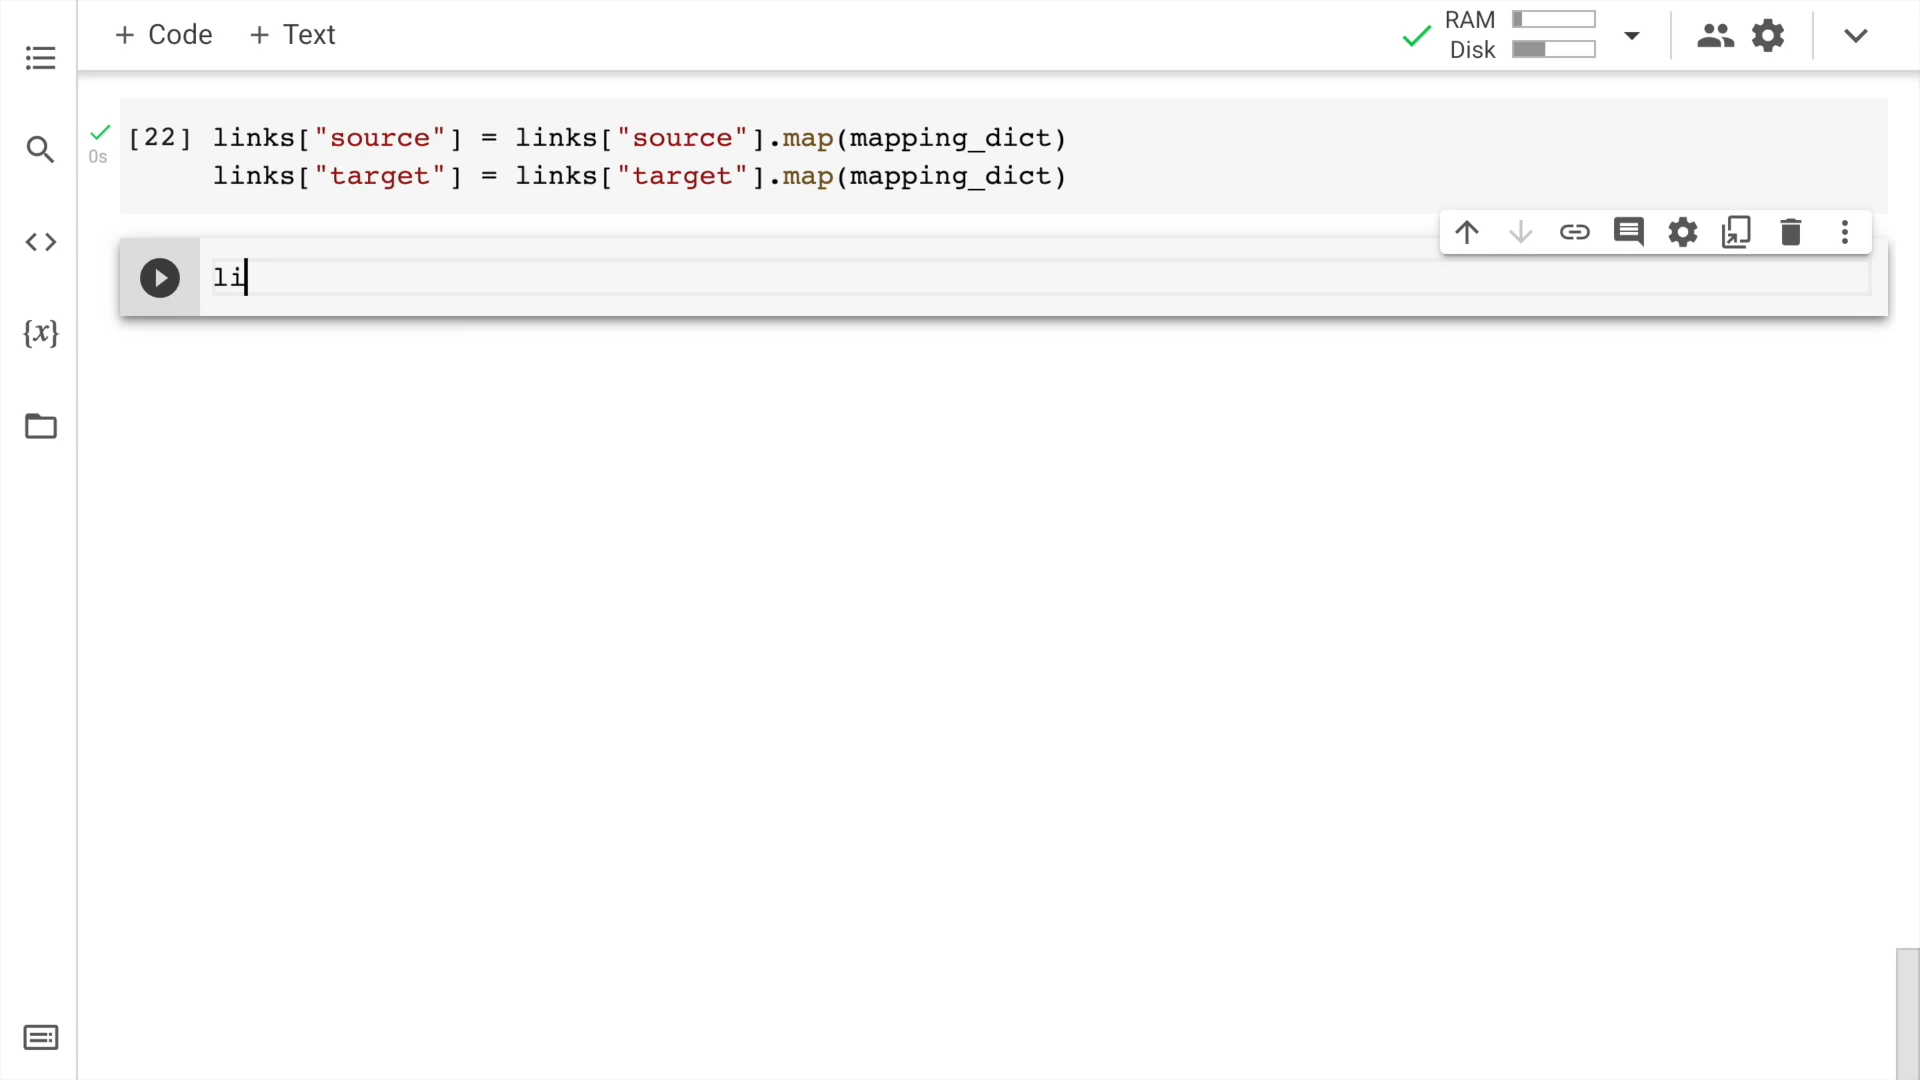 + Code + Text
RAM
Disk
[22] links["source"] = links["source"].map(mapping_dict)
links["target"] = links["target"].map(mapping_dict)
0s
li
{x}